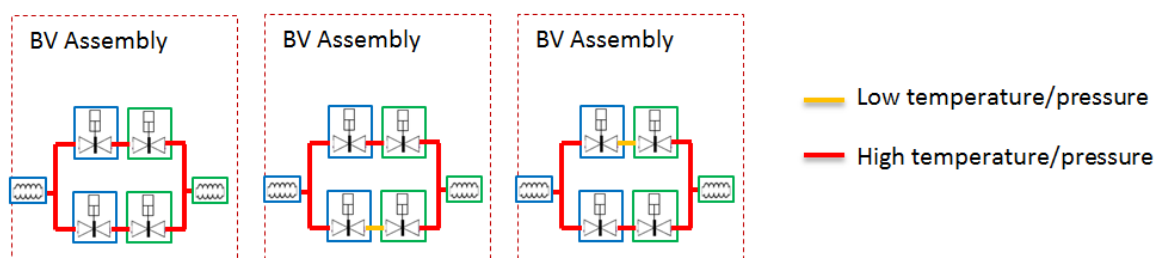 BV Assembly
BV Assembly
BV Assembly
Low temperature/pressure
High temperature/pressure